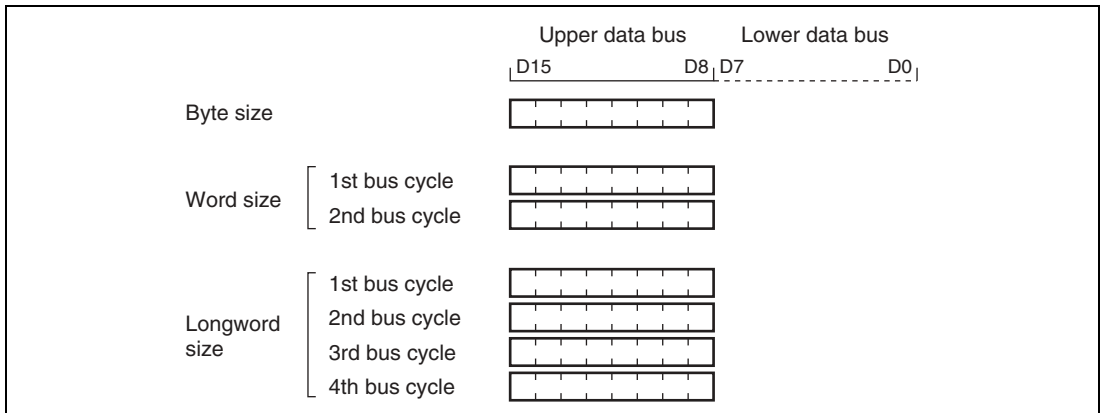 Upper data bus Lower data bus
D15 D8 D7 D0
Byte size
Word size
1st bus cycle
2nd bus cycle
Longword size
1st bus cycle
2nd bus cycle
3rd bus cycle
4th bus cycle